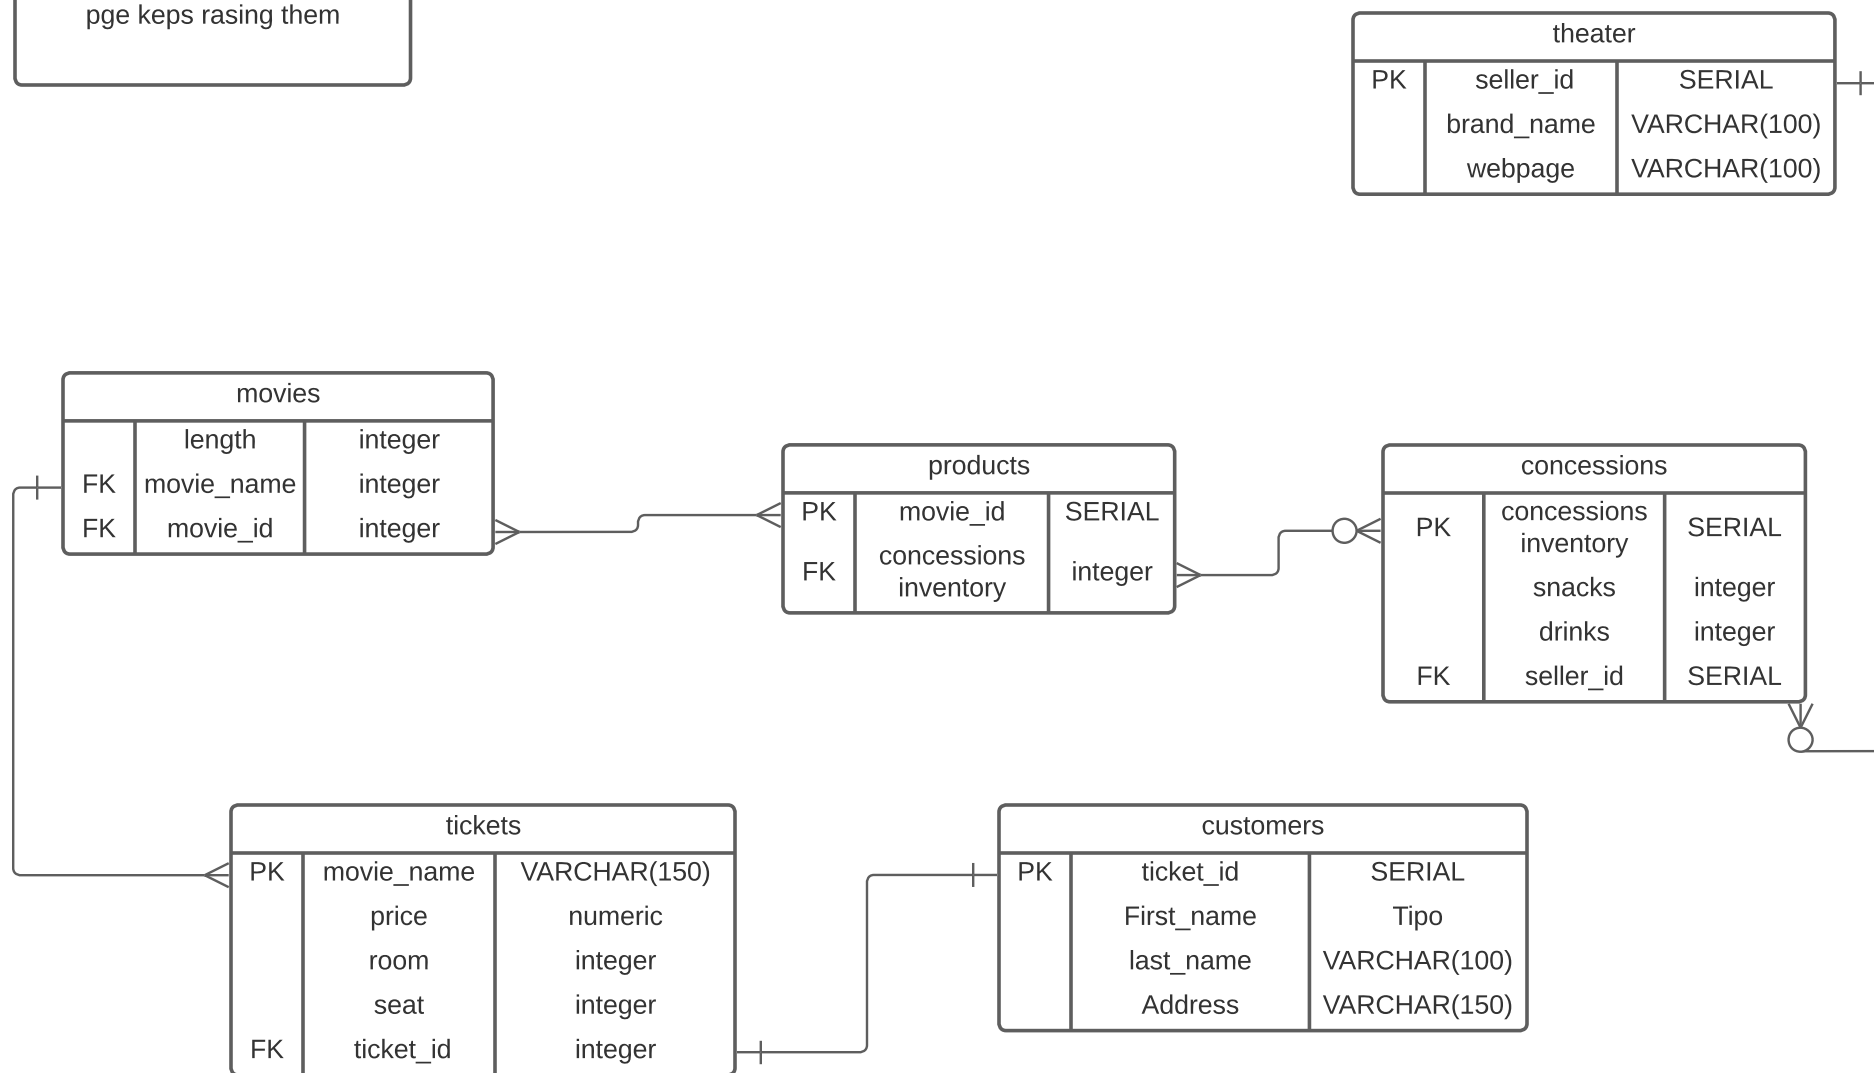 pge keps rasing them
theater
PK seller_id SERIAL
brand_name VARCHAR(100)
webpage VARCHAR(100)
movies
length integer
FK movie_name integer
FK movie_id integer
products
PK movie_id SERIAL
FK concessions
inventory integer
concessions
PK concessions
inventory SERIAL
snacks integer
drinks integer
FK seller_id SERIAL
tickets
PK movie_name VARCHAR(150)
price numeric
room integer
seat integer
FK ticket_id integer
customers
PK ticket_id SERIAL
First_name Tipo
last_name VARCHAR(100)
Address VARCHAR(150)